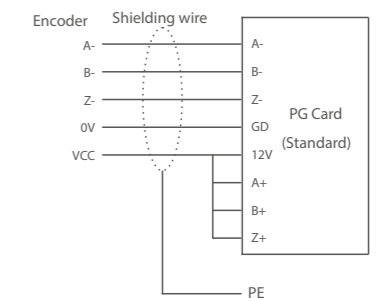 Encoder Shielding wire
A- A-
B- B-
Z- Z-
0V GD
VCC 12V
A+
B+
Z+
PG Card
(Standard)
PE